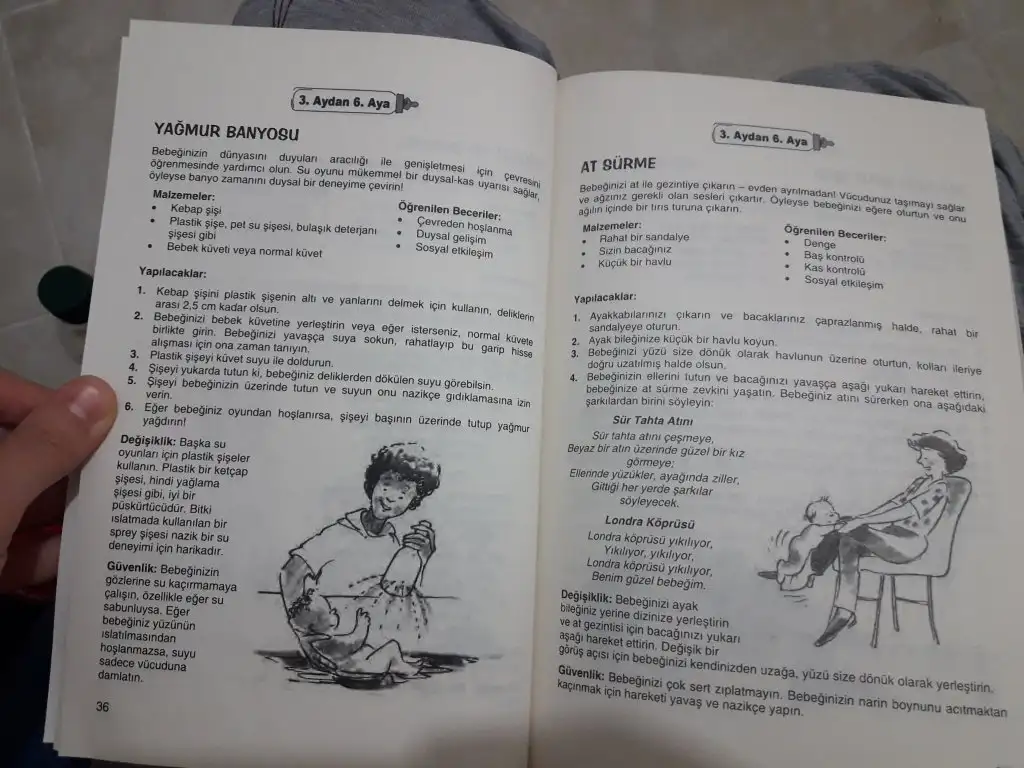 3. Aydan 6. Aya
YAĞMUR BANYOSU
Bebeğinizin dünyasını duyuları aracılığı ile genişletmesi için çevresini
öğrenmesinde yardımcı olun. Su oyunu mükemmel bir duysal-kas uyarısı sağlar,
öyleyse banyo zamanını duysal bir deneyime çevirin!
Malzemeler:
• Kebap şişi
• Plastik şişe, pet su şişesi, bulaşık deterjanı
şişesi gibi
• Bebek küveti veya normal küvet
Öğrenilen Beceriler:
• Çevreden hoşlanma
• Duysal gelişim
• Sosyal etkileşim
Yapılacaklar:
1. Kebap şişini plastik şişenin altı ve yanlarını delmek için kullanın, deliklerin
arası 2,5 cm kadar olsun.
2. Bebeğinizi bebek küvetine yerleştirin veya eğer isterseniz, normal küvete
birlikte girin. Bebeğinizi yavaşça suya sokun, rahatlayıp bu garip hisse
alışması için ona zaman tanıyın.
3. Plastik şişeyi küvet suyu ile doldurun.
4. Şişeyi yukarda tutun ki, bebeğiniz deliklerden dökülen suyu görebilsin.
5. Şişeyi bebeğinizin üzerinde tutun ve suyun onu nazikçe gıdıklamasına izin
verin.
6. Eğer bebeğiniz oyundan hoşlanırsa, şişeyi başının üzerinde tutup yağmur
yağdırın!
Değişiklik: Başka su
oyunları için plastik şişeler
kullanın. Plastik bir ketçap
şişesi, hindi yağlama
şişesi gibi, iyi bir
püskürtücüdür. Bitki
ıslatmada kullanılan bir
sprey şişesi nazik bir su
deneyimi için harikadır.
Güvenlik: Bebeğinizin
gözlerine su kaçırmamaya
çalışın, özellikle eğer su
sabunluysa. Eğer
bebeğiniz yüzünün
ıslatılmasından
hoşlanmazsa, suyu
sadece vücuduna
damlatın.
36
3. Aydan 6. Aya
AT SÜRME
Bebeğinizi at ile gezintiye çıkarın – evden ayrılmadan! Vücudunuz taşımayı sağlar
ve ağzınız gerekli olan sesleri çıkartır. Öyleyse bebeğinizi eğere oturtun ve onu
ağılın içinde bir tırıs turuna çıkarın.
Malzemeler:
• Rahat bir sandalye
• Sizin bacağınız
• Küçük bir havlu
Öğrenilen Beceriler:
• Denge
• Baş kontrolü
• Kas kontrolü
• Sosyal etkileşim
Yapılacaklar:
1. Ayakkabılarınızı çıkarın ve bacaklarınız çaprazlanmış halde, rahat bir
sandalyeye oturun.
2. Ayak bileğinize küçük bir havlu koyun.
3. Bebeğinizi yüzü size dönük olarak havlunun üzerine oturtun, kolları ileriye
doğru uzatılmış halde olsun.
4. Bebeğinizin ellerini tutun ve bacağınızı yavaşça aşağı yukarı hareket ettirin,
bebeğinize at sürme zevkini yaşatın. Bebeğiniz atını sürerken ona aşağıdaki
şarkılardan birini söyleyin:
Sür Tahta Atını
Sür tahta atını çeşmeye,
Beyaz bir atın üzerinde güzel bir kız
görmeye;
Ellerinde yüzükler, ayağında ziller,
Gittiği her yerde şarkılar
söyleyecek.
Londra Köprüsü
Londra köprüsü yıkılıyor,
Yıkılıyor, yıkılıyor,
Londra köprüsü yıkılıyor,
Benim güzel bebeğim.
Değişiklik: Bebeğinizi ayak
bileğiniz yerine dizinize yerleştirin
ve at gezintisi için bacağınızı yukarı
aşağı hareket ettirin. Değişik bir
görüş açısı için bebeğinizi kendinizden uzağa, yüzü size dönük olarak yerleştirin.
Güvenlik: Bebeğinizi çok sert zıplatmayın. Bebeğinizin narin boynunu acıtmaktan
kaçınmak için hareketi yavaş ve nazikçe yapın.